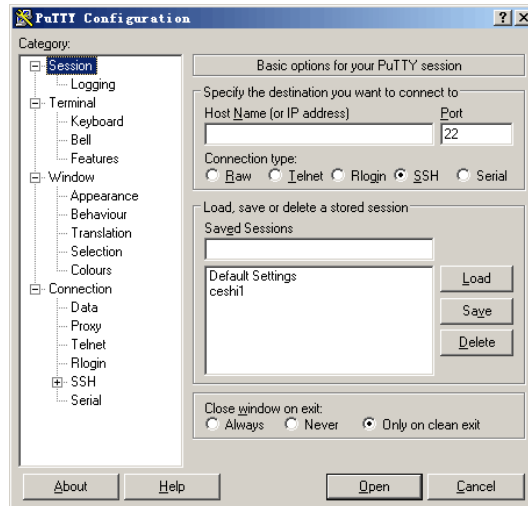 PuTTY Configuration
Category:
Session
Logging
Terminal
Keyboard
Bell
Features
Window
Appearance
Behaviour
Translation
Selection
Colours
Connection
Data
Proxy
Telnet
Rlogin
SSH
Serial
Basic options for your PuTTY session
Specify the destination you want to connect to
Host Name (or IP address) Port
22
Connection type:
Raw Telnet Rlogin SSH Serial
Load, save or delete a stored session
Saved Sessions
Default Settings
ceshi1
Load
Save
Delete
Close window on exit:
Always Never Only on clean exit
About Help Open Cancel